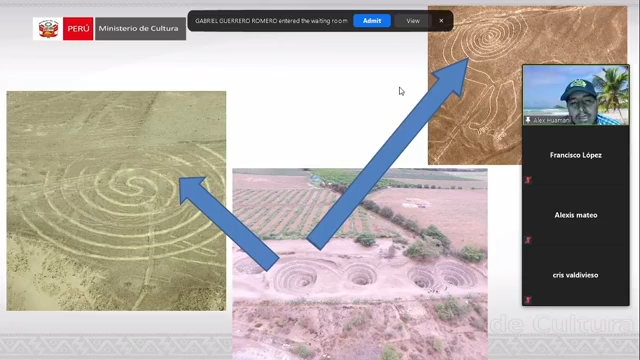 GABRIEL GUERRERO ROMERO entered the waiting room
Admit
View
PERÚ
Ministerio de Cultura
Alex Huamaní
Francisco López
Alexis mateo
cris valdivieso
de Cultura